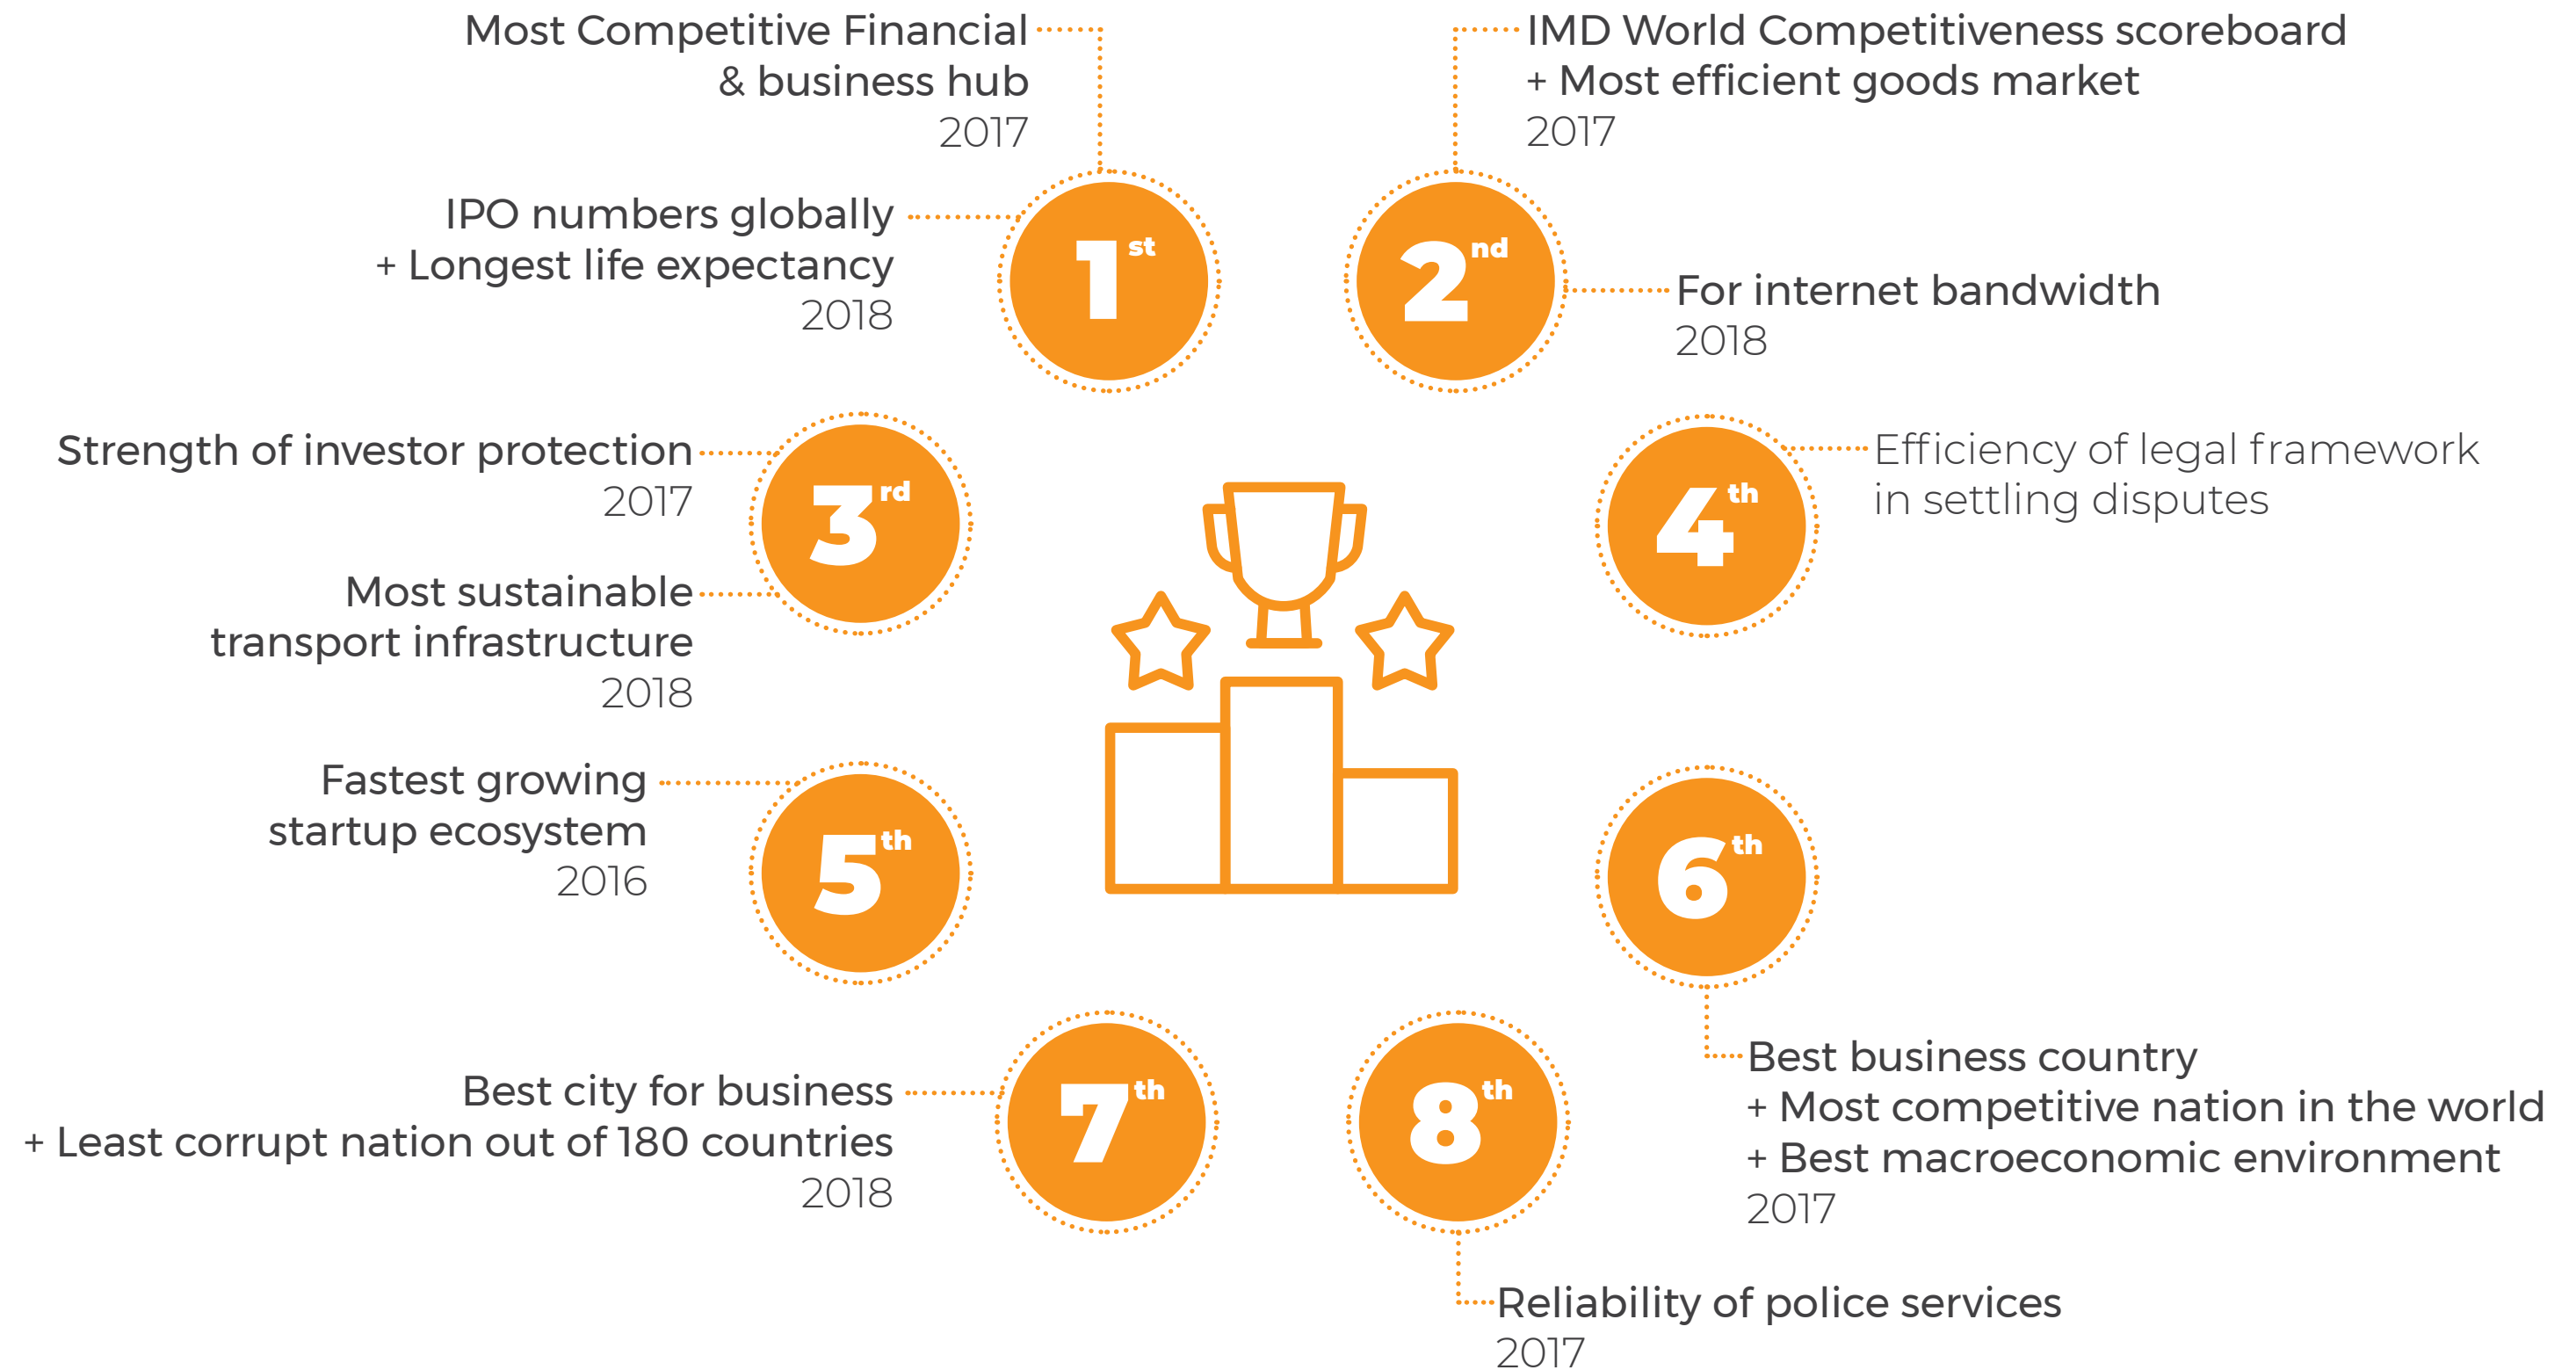 Most Competitive Financial
& business hub
2017
IPO numbers globally
+ Longest life expectancy
2018
1st
IMD World Competitiveness scoreboard
+ Most efficient goods market
2017
2nd
For internet bandwidth
2018
Strength of investor protection
2017
3rd
Most sustainable
transport infrastructure
2018
4th
Efficiency of legal framework
in settling disputes
Fastest growing
startup ecosystem
2016
5th
6th
Best business country
+ Most competitive nation in the world
+ Best macroeconomic environment
2017
Best city for business
+ Least corrupt nation out of 180 countries
2018
7th
8th
Reliability of police services
2017